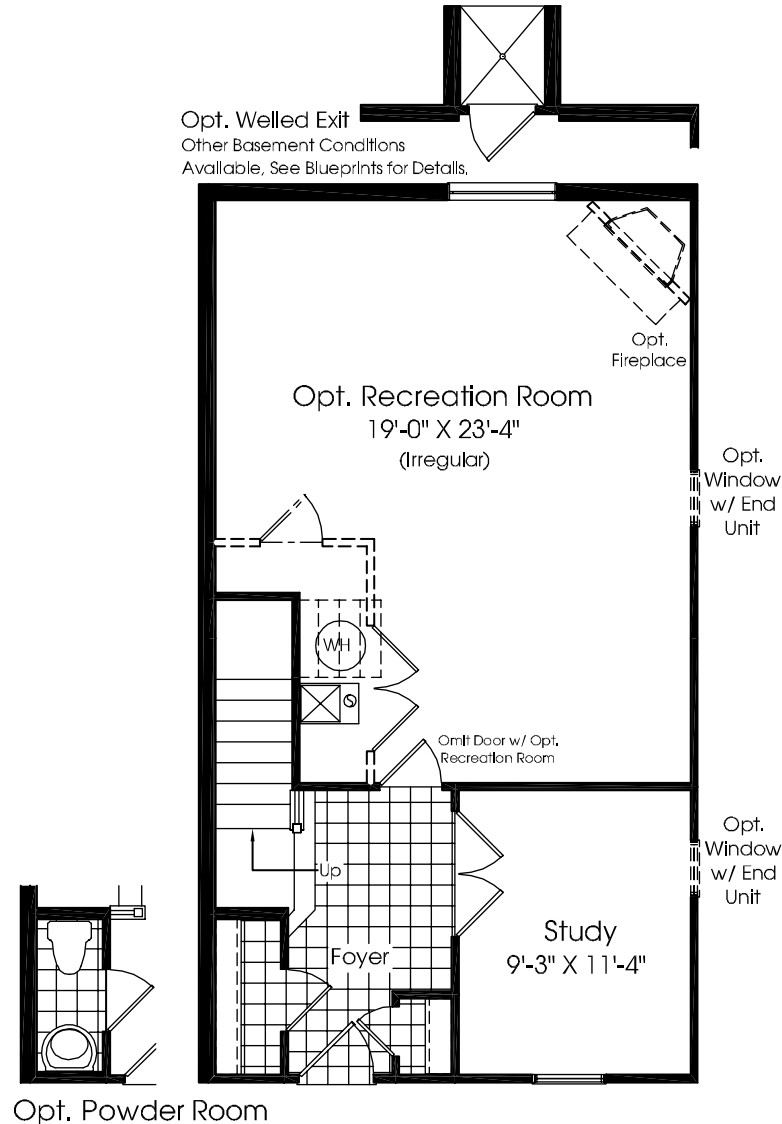 Opt. Welled Exit
Other Basement Conditions
Available, See Blueprints for Details.
Opt.
Fireplace
Opt. Recreation Room
19'-0" X 23'-4"
(Irregular)
Opt.
Window
w/ End
Unit
WH
Omit Door w/ Opt.
Recreation Room
Up
Opt.
Window
w/ End
Unit
Study
9'-3" X 11'-4"
Foyer
Opt. Powder Room